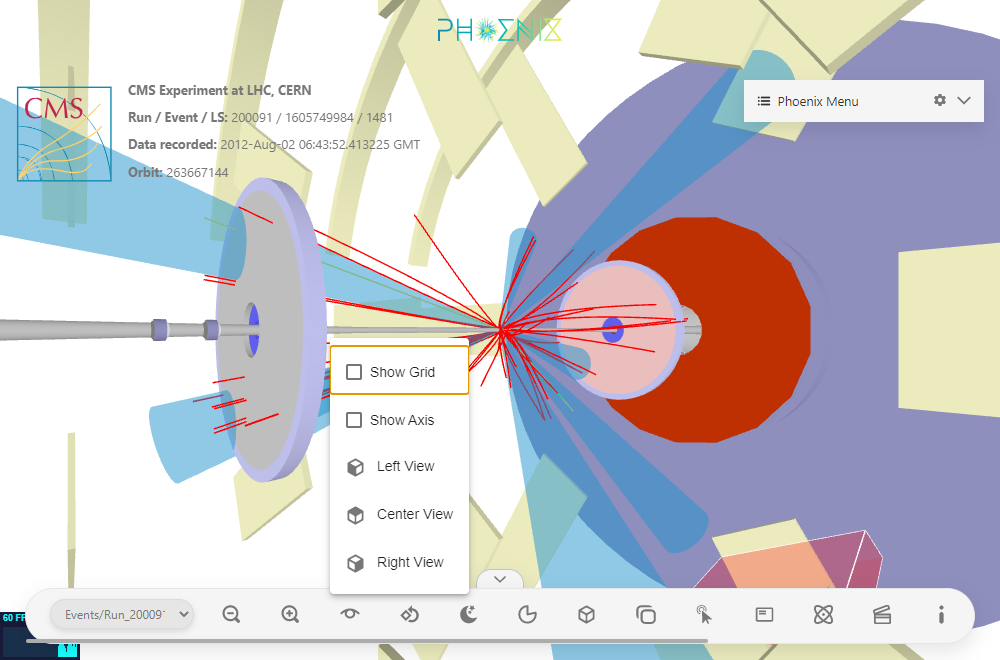 PHOENIX
CMS
CMS Experiment at LHC, CERN
Run / Event / LS: 200091 / 1605749984 / 1481
Data recorded: 2012-Aug-02 06:43:52.413225 GMT
Orbit: 263667144
Phoenix Menu
Show Grid
Show Axis
Left View
Center View
Right View
Events/Run_20009
60 FP